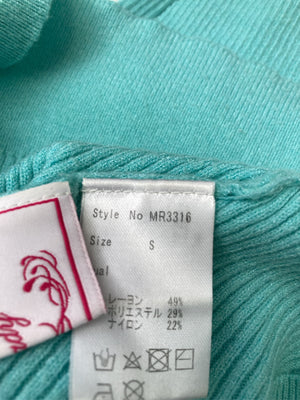 Style No MR3316
Size S
レーヨン 49%
ポリエステル 29%
ナイロン 22%